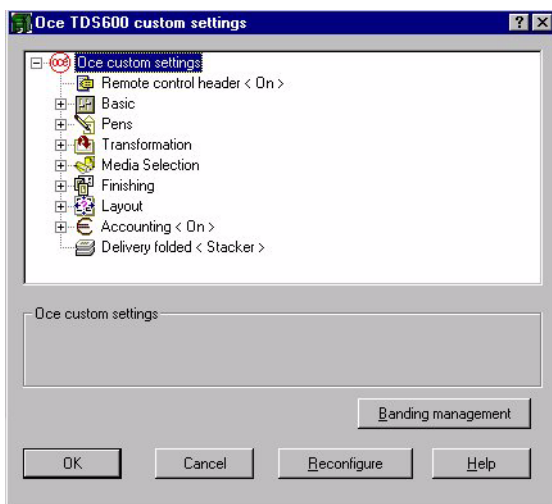 Oce TDS600 custom settings
Oce custom settings
Remote control header < On >
Basic
Pens
Transformation
Media Selection
Finishing
Layout
Accounting < On >
Delivery folded < Stacker >
Oce custom settings
Banding management
OK Cancel Reconfigure Help